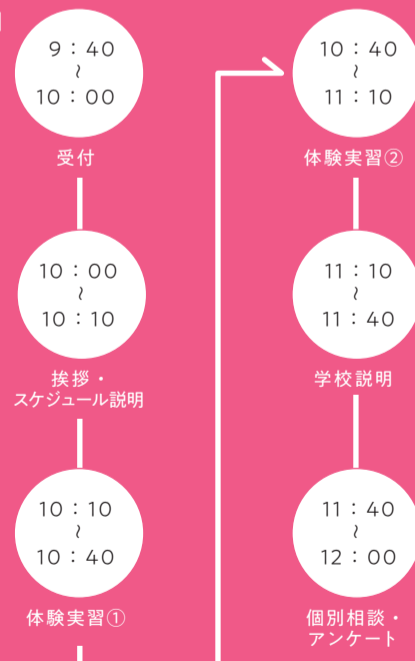 9：40
～
10：00
受付
10：00
～
10：10
挨拶・
スケジュール説明
10：10
～
10：40
体験実習①
10：40
～
11：10
体験実習②
11：10
～
11：40
学校説明
11：40
～
12：00
個別相談・
アンケート